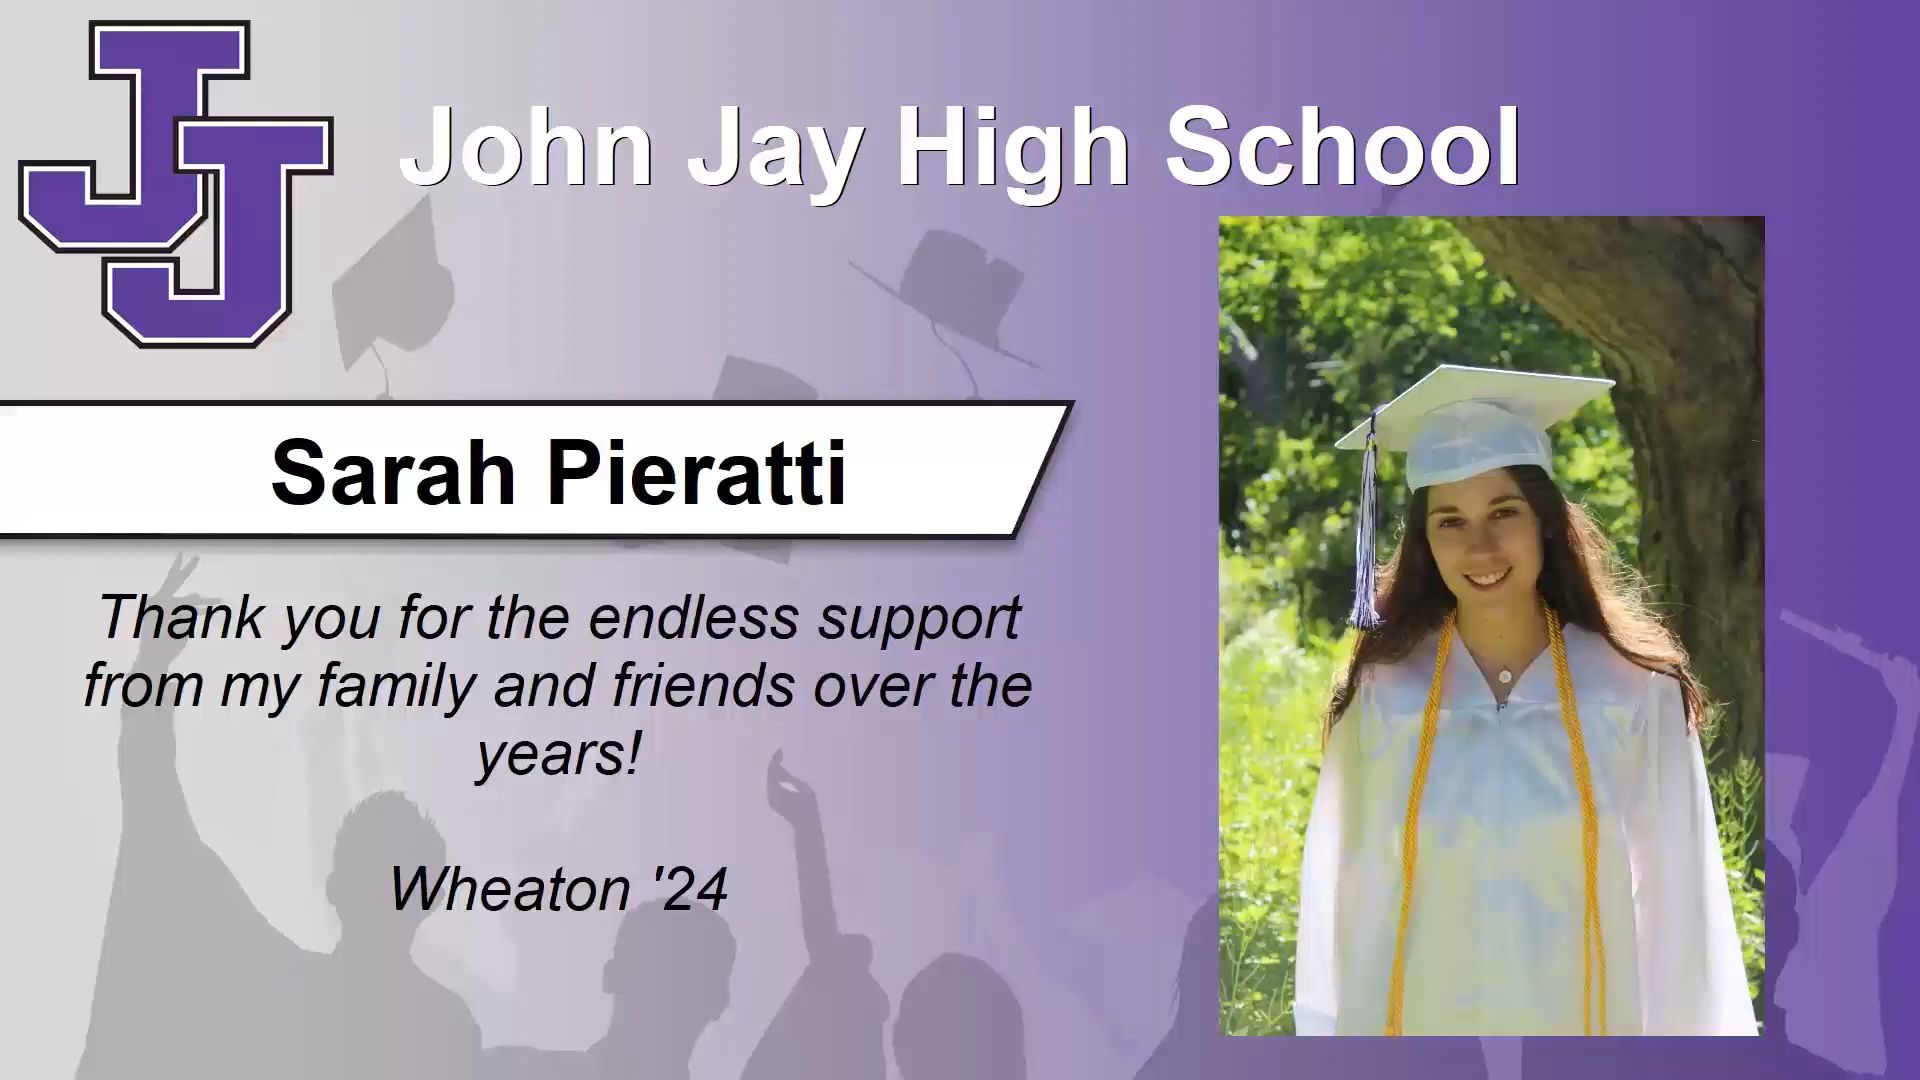 JJ
John Jay High School
Sarah Pieratti
Thank you for the endless support
from my family and friends over the
years!
Wheaton '24